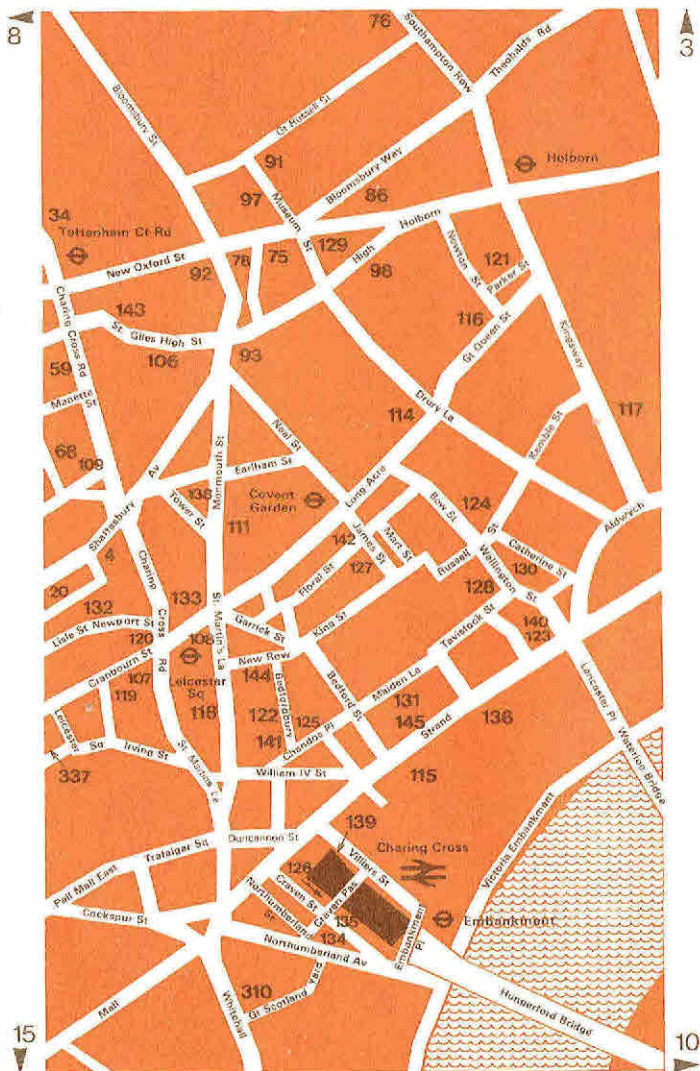 8
3
76
Southampton Row
Theobalds Rd
Bloomsbury St
Gt Russell St
91
Holborn
97
Museum St
Bloomsbury Way
86
34
Tottenham Ct Rd
Holborn
129
High
98
Newton St
121
Parker St
New Oxford St
92
78
75
143
St. Giles High St
106
93
116
Gt Queen St
Kingsway
Charing Cross Rd
59
Manette St
114
Drury La
117
Kemble St
68
109
Neal St
Earlham St
138
Tower St
Monmouth St
Covent Garden
Long Acre
Bow St
124
Aldwych
Shaftesbury Av
111
142
James St
Mart St
Russell St
Catherine St
130
4
127
Floral St
128
Wellington St
20
132
Charing Cross Rd
133
St. Martin's La
Garrick St
King St
Tavistock St
140
123
Lisle St
Newport St
120
108
New Row
Cranbourn St
107
Leicester Sq
144
Bedfordbury
Bedford St
Maiden La
131
119
118
122
125
145
Strand
136
Lancaster Pl
Waterloo Bridge
Leicester Sq
Irving St
141
Chandos Pl
St. Martins La
William IV St
337
115
139
Duncannon St
Charing Cross
Victoria Embankment
Trafalgar Sq
Villiers St
126
Pall Mall East
Craven St
Craven Pas
Northumberland St
Cockspur St
135
134
Embankment Pl
Embankment
Northumberland Av
310
Gt Scotland Yard
Mall
Whitehall
Hungerford Bridge
15
10